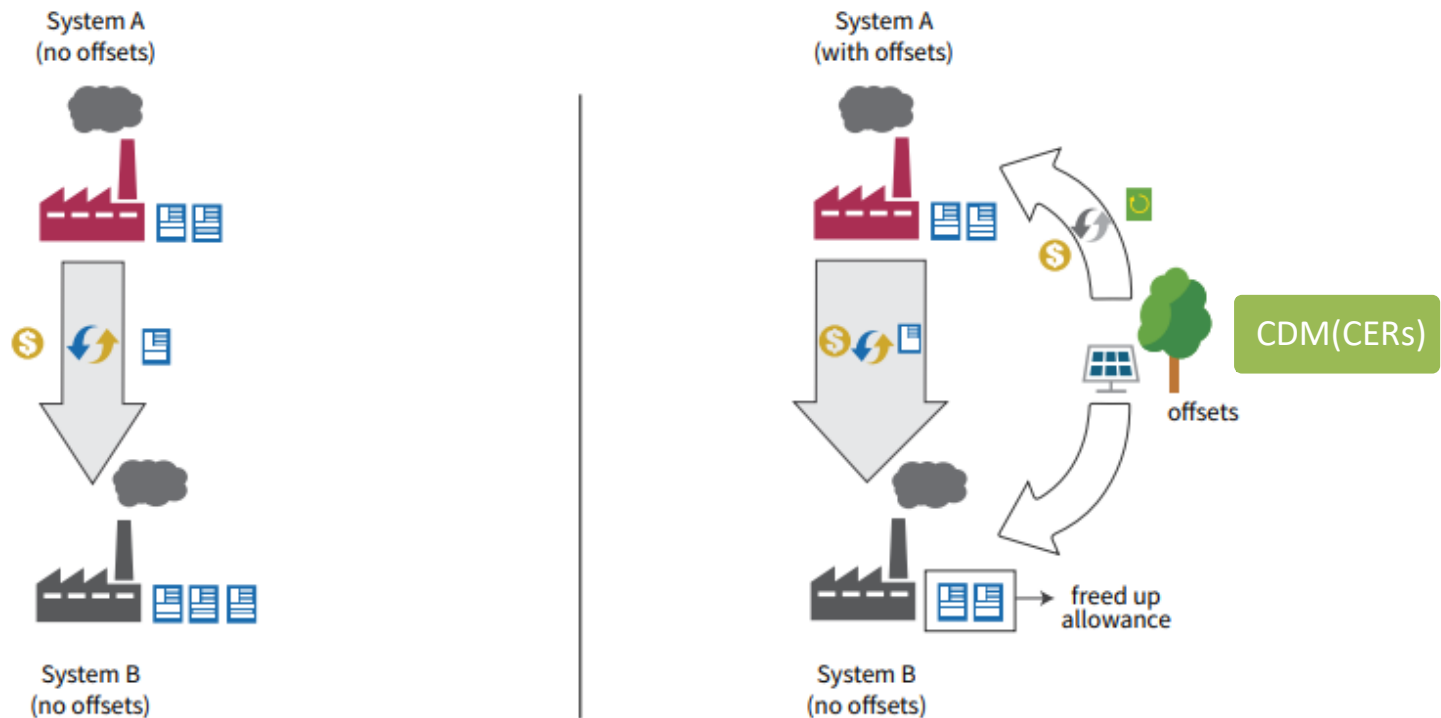 System A
(no offsets)
$
System B
(no offsets)
System A
(with offsets)
$
$
CDM(CERs)
offsets
freed up
allowance
System B
(no offsets)